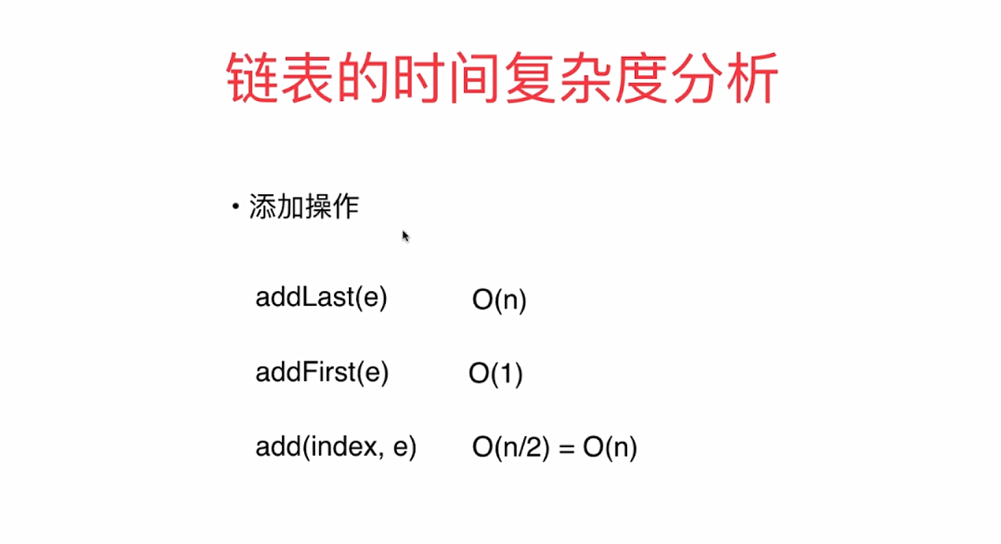 链表的时间复杂度分析
• 添加操作
addLast(e) O(n)
addFirst(e) O(1)
add(index, e) O(n/2) = O(n)